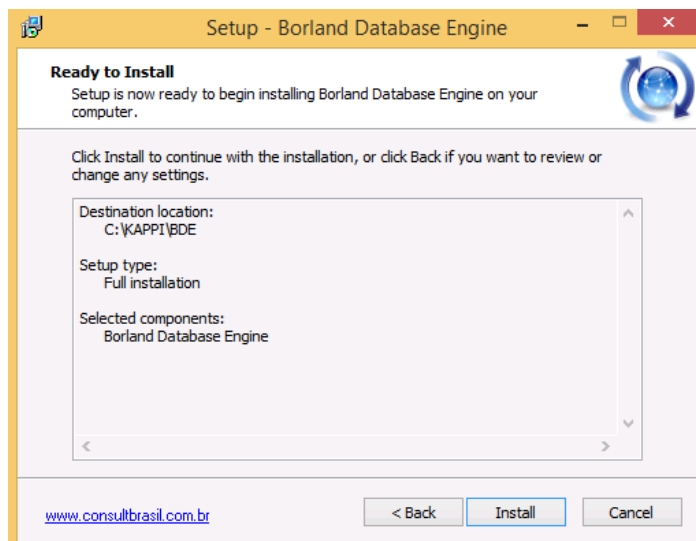 Setup - Borland Database Engine
Ready to Install
Setup is now ready to begin installing Borland Database Engine on your
computer.
Click Install to continue with the installation, or click Back if you want to review or
change any settings.
Destination location:
C:\KAPPI\BDE
Setup type:
Full installation
Selected components:
Borland Database Engine
www.consultbrasil.com.br
< Back
Install
Cancel